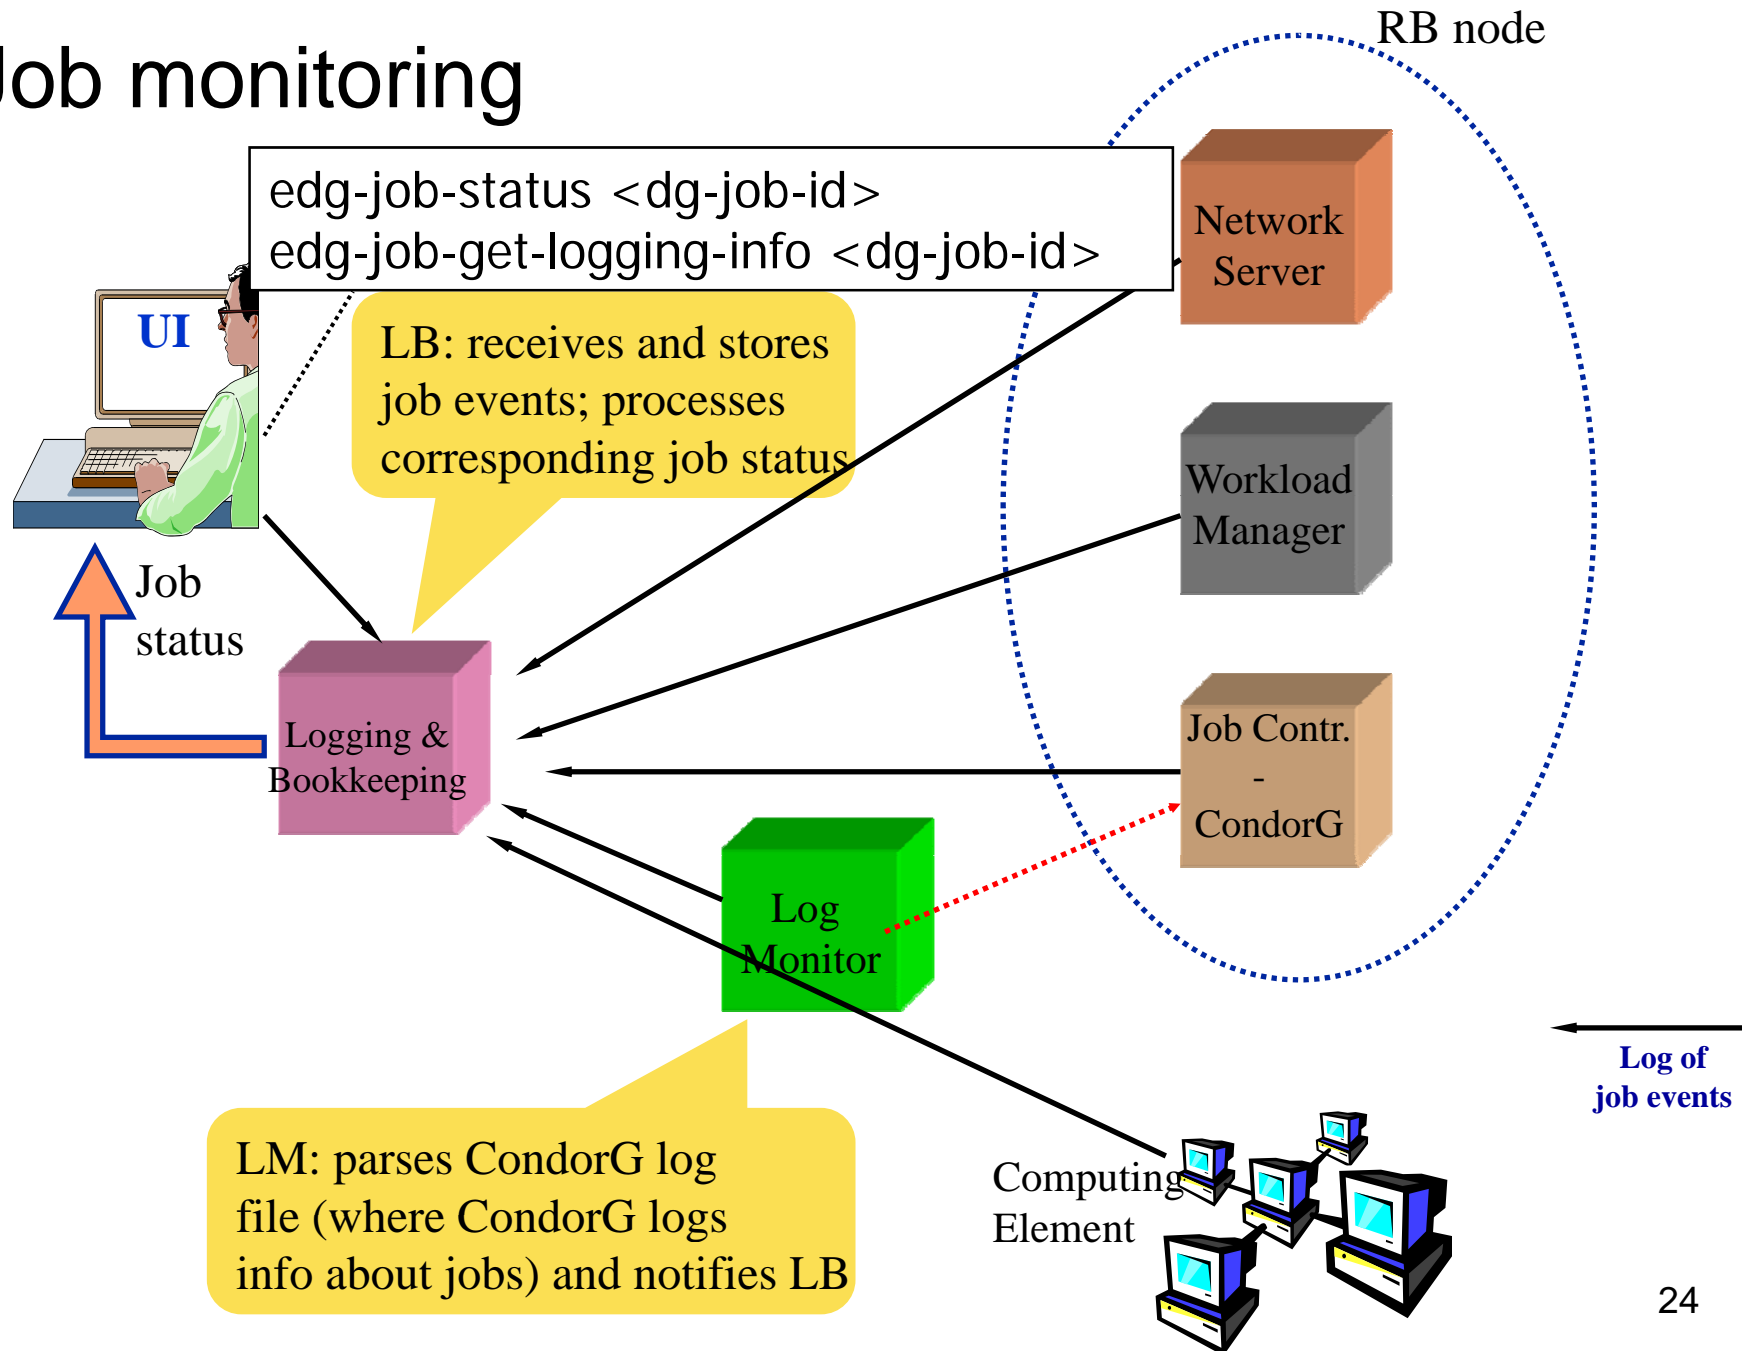 RB node
Job monitoring
edg-job-status <dg-job-id>
edg-job-get-logging-info <dg-job-id>
Network
Server
UI
LB: receives and stores
job events; processes
corresponding job status
Workload
Manager
Job
status
Logging &
Bookkeeping
Job Contr.
-
CondorG
Log
Monitor
Log of
job events
LM: parses CondorG log
file (where CondorG logs
info about jobs) and notifies LB
Computing
Element
24